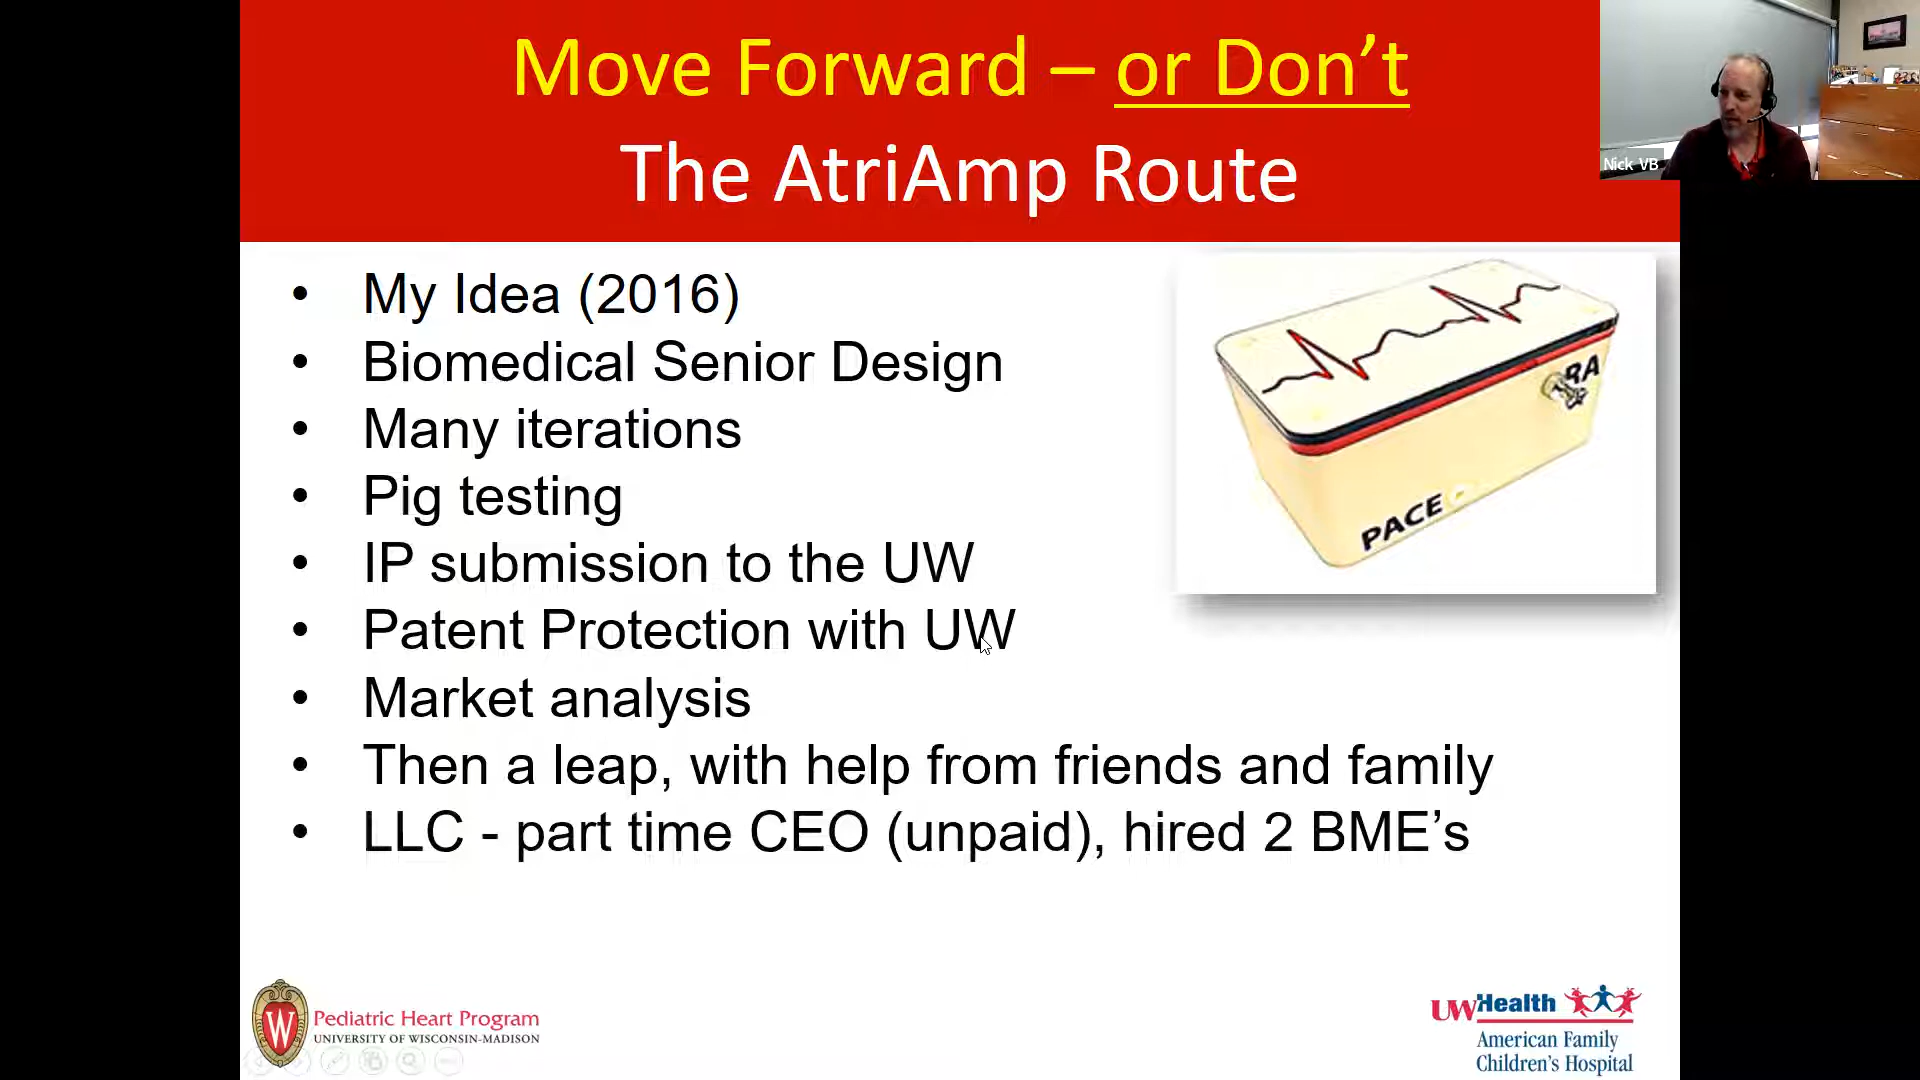 Move Forward – or Don’t
The AtriAmp Route
Nick VB
• My Idea (2016)
• Biomedical Senior Design
• Many iterations
• Pig testing
• IP submission to the UW
• Patent Protection with UW
• Market analysis
• Then a leap, with help from friends and family
• LLC - part time CEO (unpaid), hired 2 BME’s
RA
PACE
W
Pediatric Heart Program
UNIVERSITY OF WISCONSIN-MADISON
UWHealth
American Family
Children’s Hospital